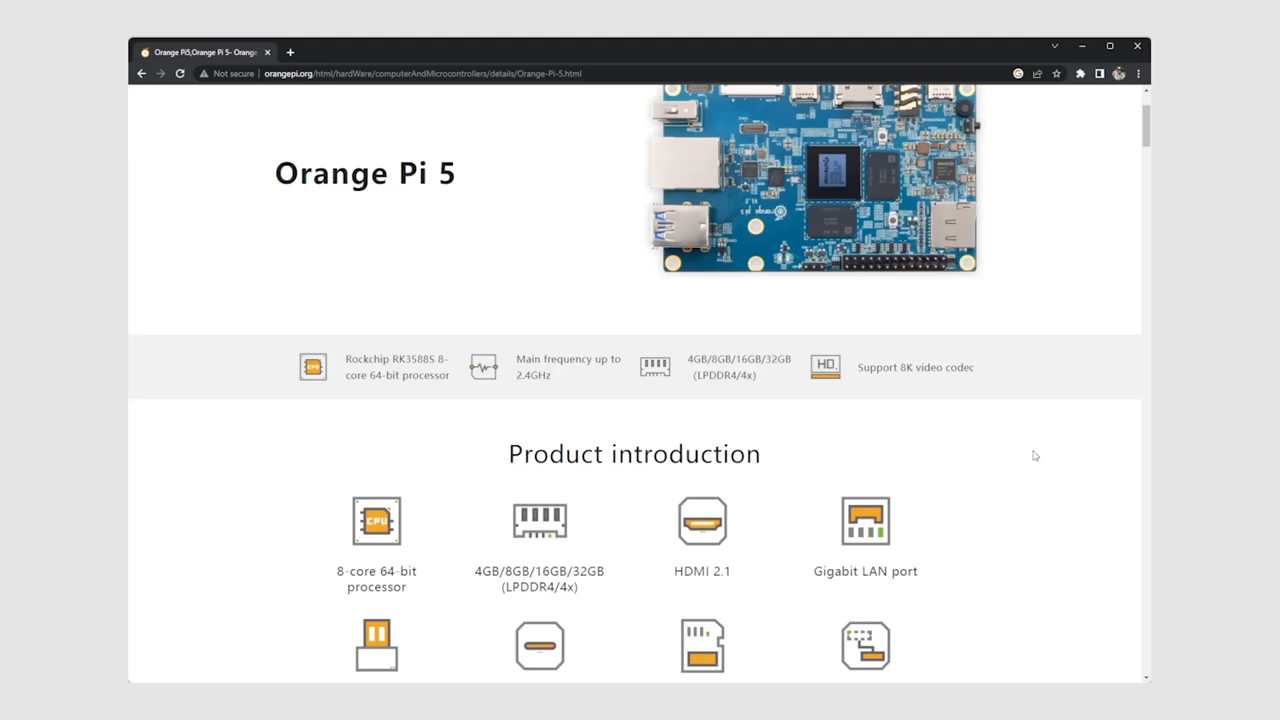 Orange Pi5,Orange Pi 5- Orange
Not secure
orangepi.org/html/hardWare/computerAndMicrocontrollers/details/Orange-Pi-5.html
Orange Pi 5
CPU
Rockchip RK3588S 8-
core 64-bit processor
Main frequency up to
2.4GHz
4GB/8GB/16GB/32GB
(LPDDR4/4x)
HD
Support 8K video codec
Product introduction
CPU
8-core 64-bit
processor
4GB/8GB/16GB/32GB
(LPDDR4/4x)
HDMI 2.1
Gigabit LAN port